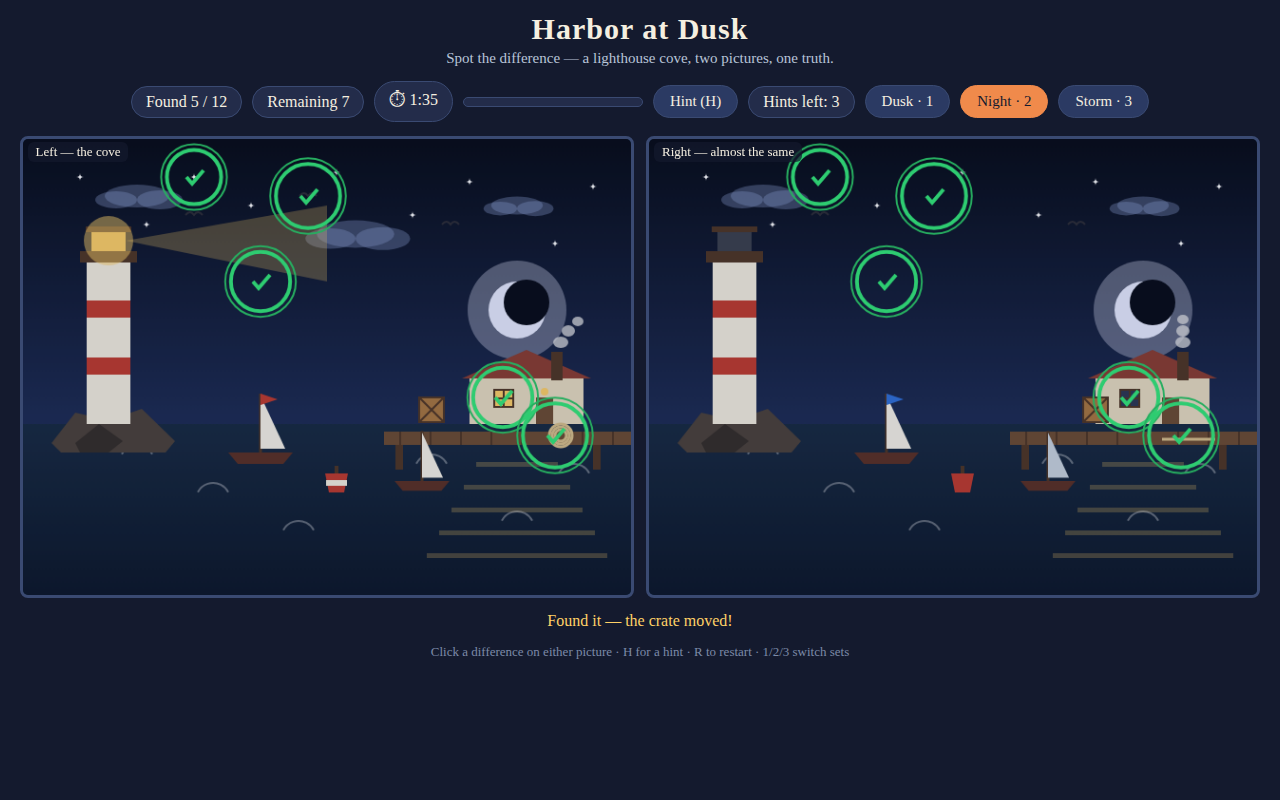 Harbor at Dusk
Spot the difference — a lighthouse cove, two pictures, one truth.
Found 5 / 12
Remaining 7
⏱ 1:35
Hint (H)
Hints left: 3
Dusk · 1
Night · 2
Storm · 3
Left — the cove
Right — almost the same
Found it — the crate moved!
Click a difference on either picture · H for a hint · R to restart · 1/2/3 switch sets